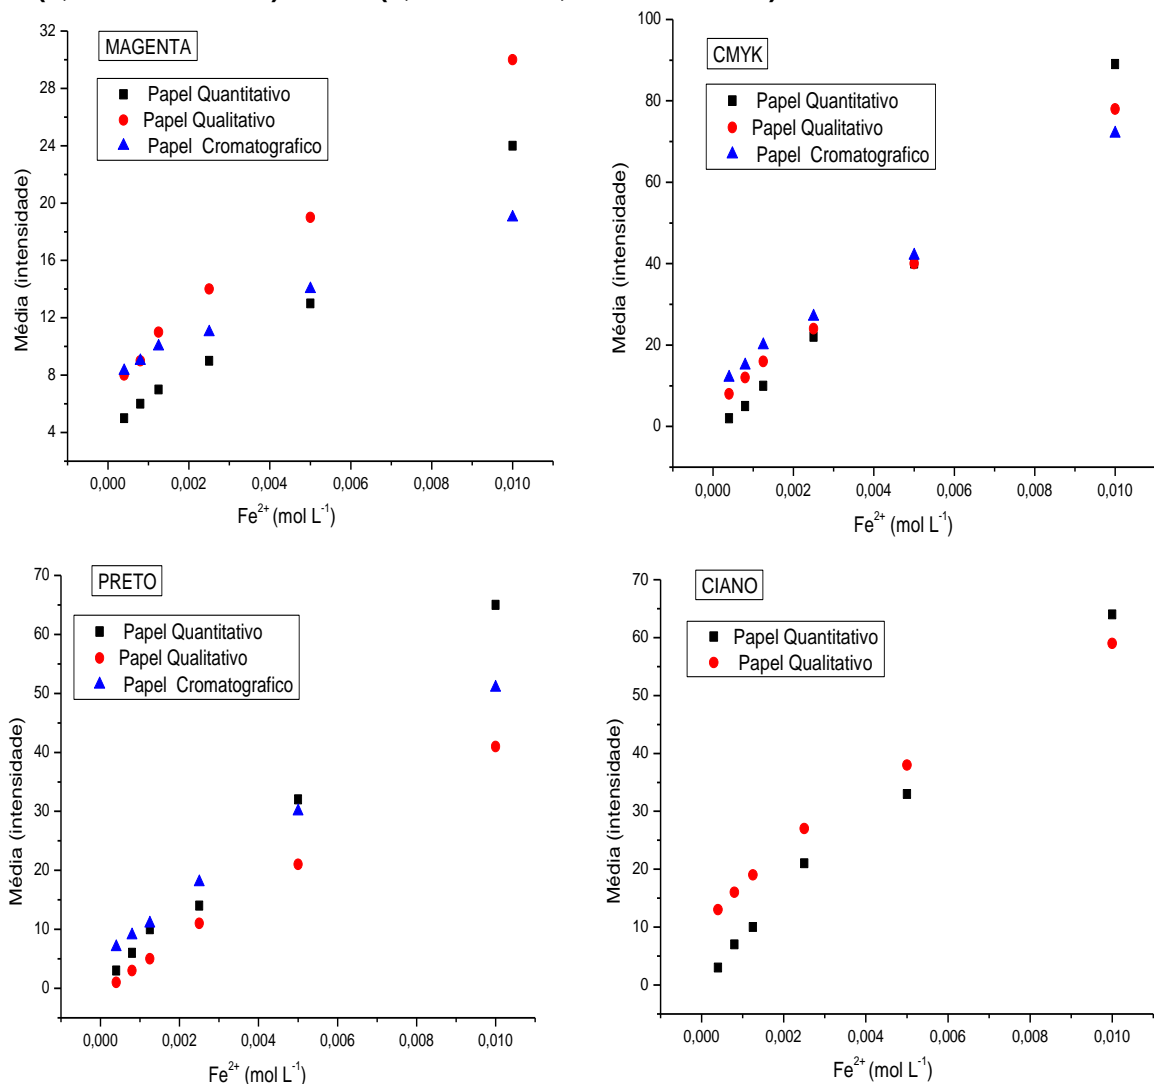 MAGENTA
Papel Quantitativo
Papel Qualitativo
Papel Cromatografico
Média (intensidade)
32
28
24
20
16
12
8
4
0,000 0,002 0,004 0,006 0,008 0,010
Fe²⁺ (mol L⁻¹)
CMYK
Papel Quantitativo
Papel Qualitativo
Papel Cromatografico
Média (intensidade)
100
80
60
40
20
0
0,000 0,002 0,004 0,006 0,008 0,010
Fe²⁺ (mol L⁻¹)
PRETO
Papel Quantitativo
Papel Qualitativo
Papel Cromatografico
Média (intensidade)
70
60
50
40
30
20
10
0
0,000 0,002 0,004 0,006 0,008 0,010
Fe²⁺ (mol L⁻¹)
CIANO
Papel Quantitativo
Papel Qualitativo
Média (intensidade)
70
60
50
40
30
20
10
0
0,000 0,002 0,004 0,006 0,008 0,010
Fe²⁺ (mol L⁻¹)